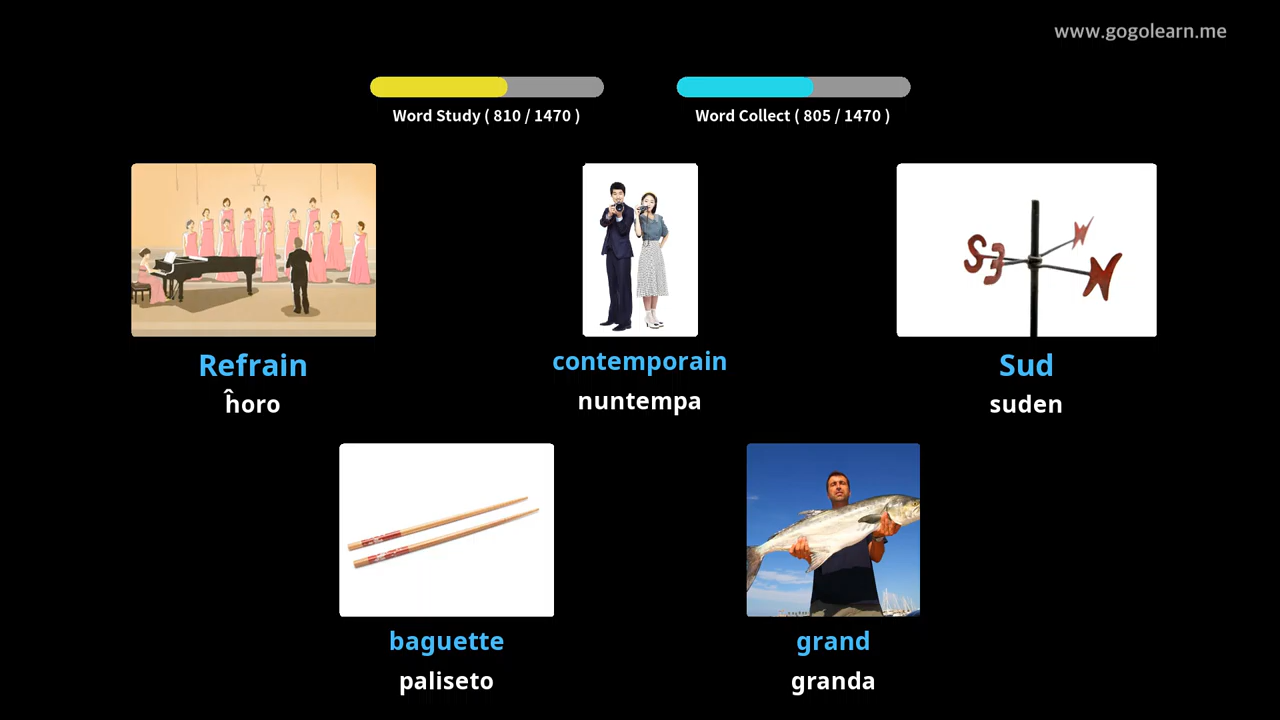 www.gogolearn.me
Word Study ( 810 / 1470 )
Word Collect ( 805 / 1470 )
Refrain
ĥoro
contemporain
nuntempa
Sud
suden
baguette
paliseto
grand
granda